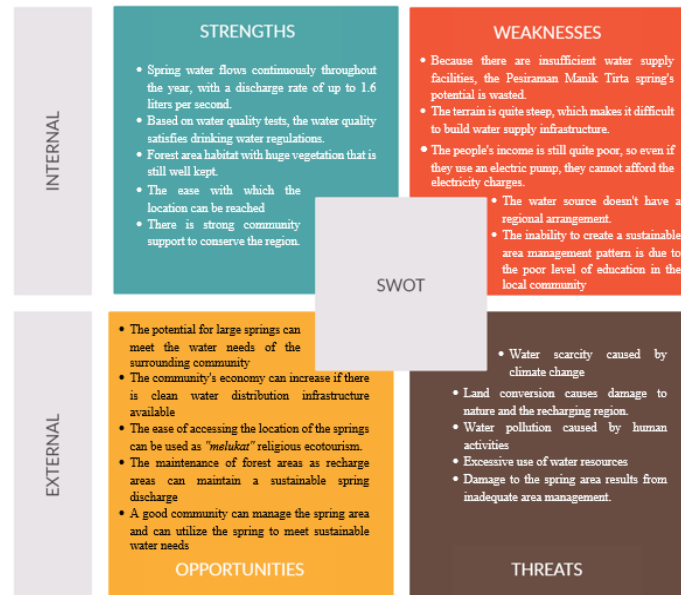 INTERNAL
STRENGTHS
• Spring water flows continuously throughout
the year, with a discharge rate of up to 1.6
liters per second.
• Based on water quality tests, the water quality
satisfies drinking water regulations.
• Forest area habitat with huge vegetation that is
still well kept.
• The ease with which the
location can be reached
• There is strong community
support to conserve the region.
WEAKNESSES
• Because there are insufficient water supply
facilities, the Pesiraman Manik Tirta spring's
potential is wasted.
• The terrain is quite steep, which makes it difficult
to build water supply infrastructure.
• The people's income is still quite poor, so even if
they use an electric pump, they cannot afford the
electricity charges.
• The water source doesn't have a
regional arrangement.
• The inability to create a sustainable
area management pattern is due to
the poor level of education in the
local community
SWOT
EXTERNAL
• The potential for large springs can
meet the water needs of the
surrounding community
• The community's economy can increase if there
is clean water distribution infrastructure
available
• The ease of accessing the location of the springs
can be used as "melukat" religious ecotourism.
• The maintenance of forest areas as recharge
areas can maintain a sustainable spring
discharge
• A good community can manage the spring area
and can utilize the spring to meet sustainable
water needs
OPPORTUNITIES
• Water scarcity caused by
climate change
• Land conversion causes damage to
nature and the recharging region.
• Water pollution caused by human
activities
• Excessive use of water resources
• Damage to the spring area results from
inadequate area management.
THREATS